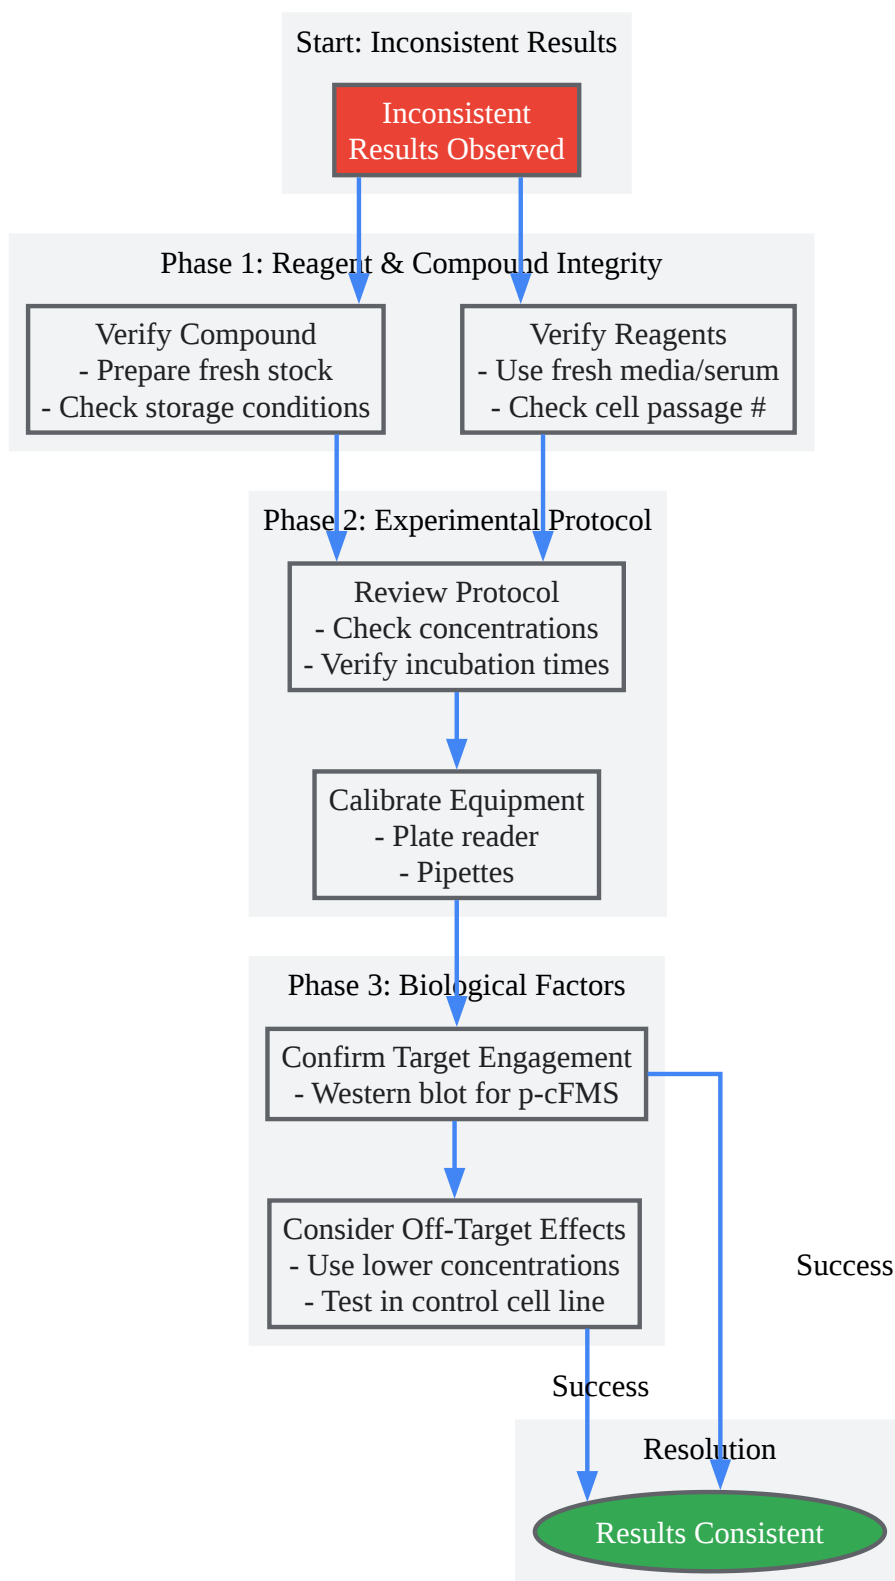 Start: Inconsistent Results
Inconsistent
Results Observed
Phase 1: Reagent & Compound Integrity
Verify Compound
- Prepare fresh stock
- Check storage conditions
Verify Reagents
- Use fresh media/serum
- Check cell passage #
Phase 2: Experimental Protocol
Review Protocol
- Check concentrations
- Verify incubation times
Calibrate Equipment
- Plate reader
- Pipettes
Phase 3: Biological Factors
Confirm Target Engagement
- Western blot for p-cFMS
Consider Off-Target Effects
- Use lower concentrations
- Test in control cell line
Success
Success
Resolution
Results Consistent